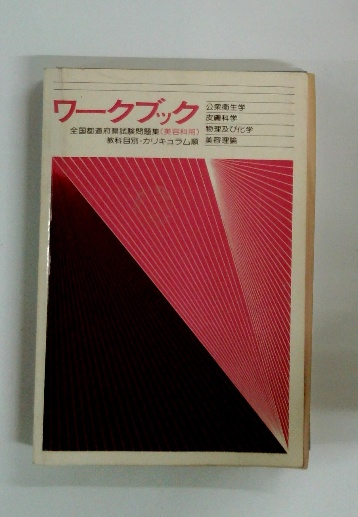 ワークブック
全国都道府県試験問題集(美容科用)
教科目別・カリキュラム順
公衆衛生学
皮膚科学
物理及び化学
美容理論